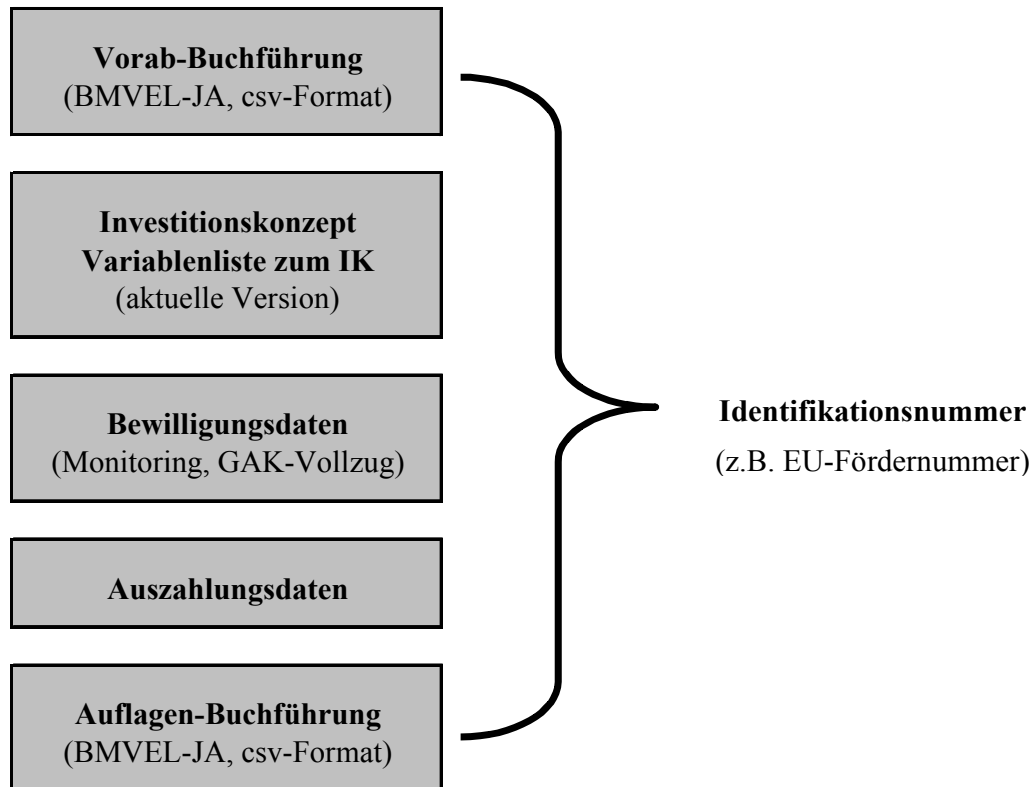 Vorab-Buchführung
(BMVEL-JA, csv-Format)
Investitionskonzept
Variablenliste zum IK
(aktuelle Version)
Bewilligungsdaten
(Monitoring, GAK-Vollzug)
Auszahlungsdaten
Auflagen-Buchführung
(BMVEL-JA, csv-Format)
Identifikationsnummer
(z.B. EU-Fördernummer)